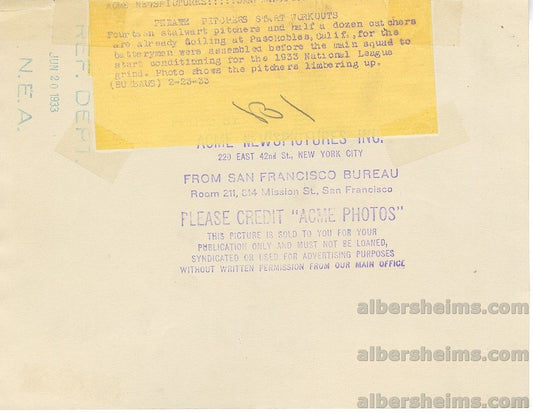 ACME NEWSPICTURES
PIRATE PITCHERS START WORKOUTS
Fourteen stalwart pitchers and half a dozen catchers
are already toiling at PasoRobles, Calif., for the
batterymen were assembled before the main squad to
start conditioning for the 1933 National League
grind. Photo shows the pitchers limbering up.
(BURBAUS) 2-23-33
REF. DEPT.
JUN 20 1933
N.E.A.
ACME NEWSPICTURES INC.
220 EAST 42nd St., NEW YORK CITY
FROM SAN FRANCISCO BUREAU
Room 211, 814 Mission St., San Francisco
PLEASE CREDIT "ACME PHOTOS"
THIS PICTURE IS SOLD TO YOU FOR YOUR
PUBLICATION ONLY AND MUST NOT BE LOANED,
SYNDICATED OR USED FOR ADVERTISING PURPOSES
WITHOUT WRITTEN PERMISSION FROM OUR MAIN OFFICE
albersheims.com
albersheims.com
albersheims.com